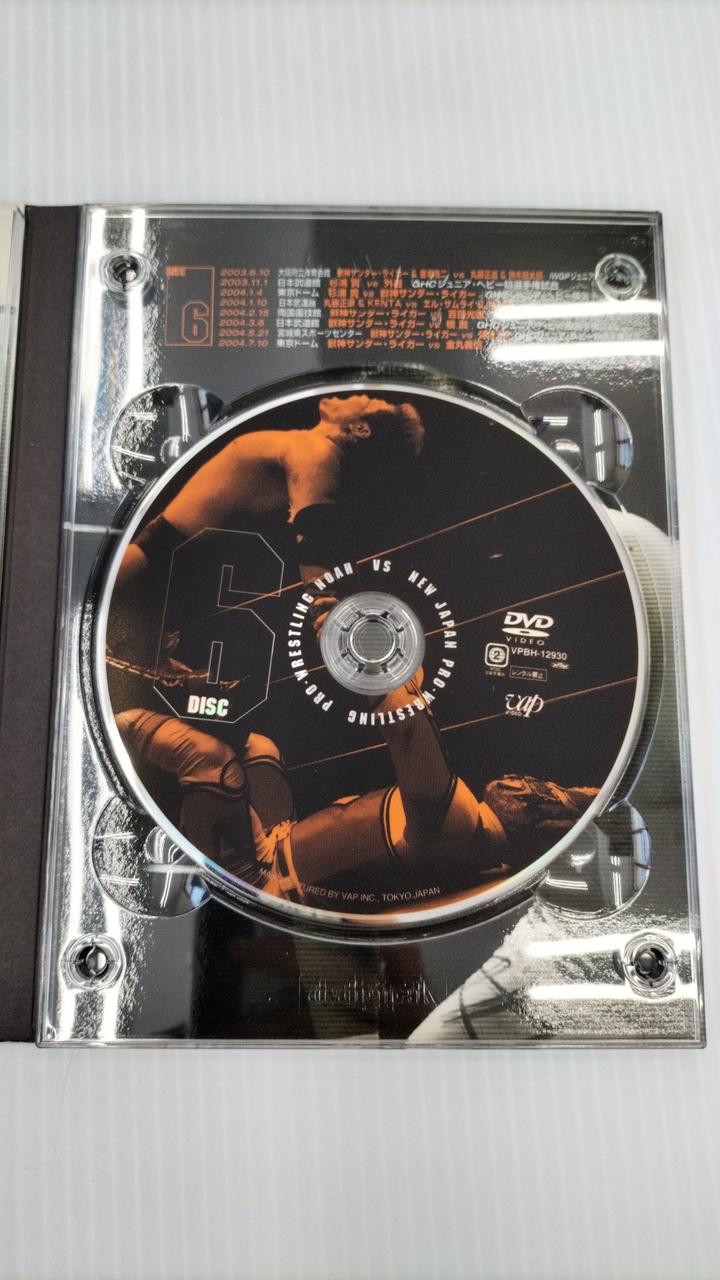 DISC
6
2003.6.10 大阪府立体育会館 獣神サンダー・ライガー & 金本浩二 vs 丸藤正道 & 鈴木鼓太郎 IWGPジュニア
2003.11.1 日本武道館 杉浦 貴 vs 外道 GHCジュニア・ヘビー級選手権試合
2004.1.4 東京ドーム 杉浦 貴 vs 獣神サンダー・ライガー
2004.1.10 日本武道館 丸藤正道 & KENTA vs エル・サムライ &
2004.2.15 両国国技館 獣神サンダー・ライガー vs 百田光雄
2004.3.6 日本武道館 獣神サンダー・ライガー vs 橋 誠 GHCジュニア
2004.5.21 宮城県スポーツセンター 獣神サンダー・ライガー vs
2004.7.10 東京ドーム 獣神サンダー・ライガー vs 金丸義信
PRO-WRESTLING NOAH VS NEW JAPAN PRO-WRESTLING
6
DISC
DVD
VIDEO
2
VPBH-12930
レンタル禁止
vap
VIDEO
TURED BY VAP INC., TOKYO.JAPAN